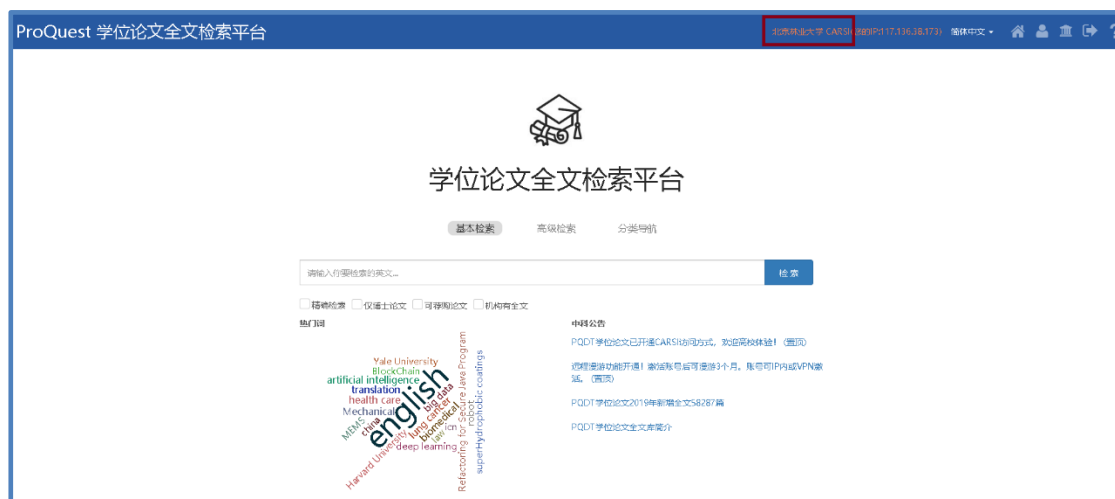 ProQuest 学位论文全文检索平台
北京林业大学 CARSI(您的IP:117.136.38.173) 简体中文
学位论文全文检索平台
基本检索 高级检索 分类导航
请输入你要检索的英文... 检 索
精确检索 仅博士论文 可荐购论文 机构有全文
热门词 中科公告
PQDT学位论文已开通CARSI访问方式，欢迎高校体验！ (置顶)
远程漫游功能开通！激活账号后可漫游3个月，账号可IP内或VPN激
活。 (置顶)
PQDT学位论文2019年新增全文58287篇
PQDT学位论文全文库简介
Yale University
BlockChain
artificial intelligence
translation
health care
Mechanical
MEMS
china
english
big data
lung cancer
biomedical
law
icn
robot
deep learning
Harvard University
Refactoring for Secure Java Program
superHydrophobic coatings